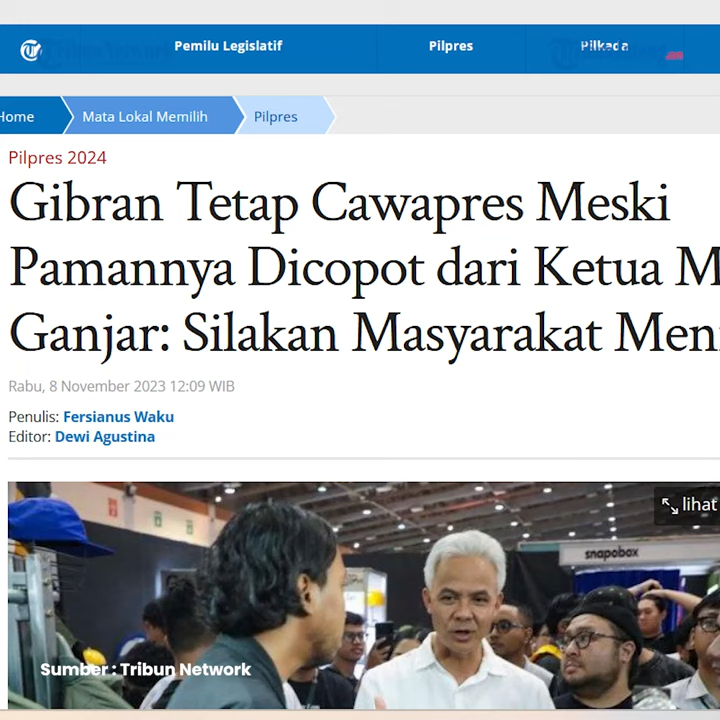 Pemilu Legislatif Pilpres Pilkada
Home Mata Lokal Memilih Pilpres
Pilpres 2024
Gibran Tetap Cawapres Meski
Pamannya Dicopot dari Ketua M
Ganjar: Silakan Masyarakat Men
Rabu, 8 November 2023 12:09 WIB
Penulis: Fersianus Waku
Editor: Dewi Agustina
lihat
snapobox
Sumber : Tribun Network